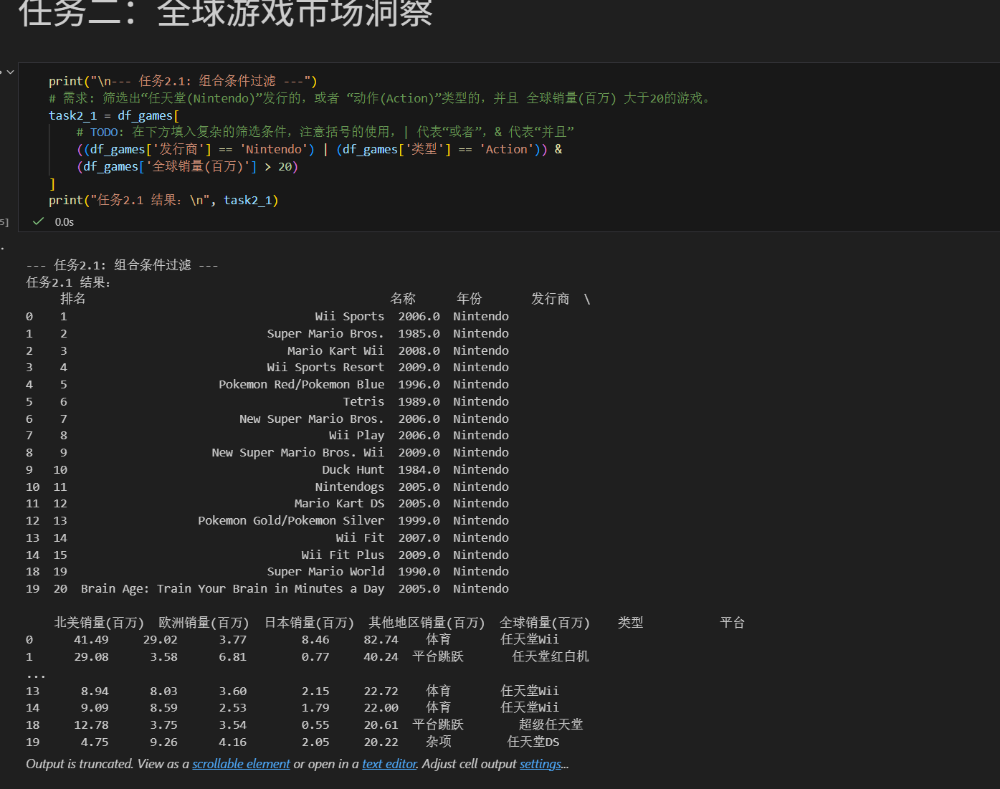 任务二：全球游戏市场洞察
print("\n--- 任务2.1: 组合条件过滤 ---")
# 需求: 筛选出“任天堂(Nintendo)”发行的，或者 “动作(Action)”类型的，并且 全球销量(百万) 大于20的游戏。
task2_1 = df_games[
# TODO: 在下方填入复杂的筛选条件，注意括号的使用，| 代表“或者”，& 代表“并且”
((df_games['发行商'] == 'Nintendo') | (df_games['类型'] == 'Action')) &
(df_games['全球销量(百万)'] > 20)
]
print("任务2.1 结果：\n", task2_1)
5] 0.0s
--- 任务2.1: 组合条件过滤 ---
任务2.1 结果：
排名 名称 年份 发行商 \
0 1 Wii Sports 2006.0 Nintendo
1 2 Super Mario Bros. 1985.0 Nintendo
2 3 Mario Kart Wii 2008.0 Nintendo
3 4 Wii Sports Resort 2009.0 Nintendo
4 5 Pokemon Red/Pokemon Blue 1996.0 Nintendo
5 6 Tetris 1989.0 Nintendo
6 7 New Super Mario Bros. 2006.0 Nintendo
7 8 Wii Play 2006.0 Nintendo
8 9 New Super Mario Bros. Wii 2009.0 Nintendo
9 10 Duck Hunt 1984.0 Nintendo
10 11 Nintendogs 2005.0 Nintendo
11 12 Mario Kart DS 2005.0 Nintendo
12 13 Pokemon Gold/Pokemon Silver 1999.0 Nintendo
13 14 Wii Fit 2007.0 Nintendo
14 15 Wii Fit Plus 2009.0 Nintendo
18 19 Super Mario World 1990.0 Nintendo
19 20 Brain Age: Train Your Brain in Minutes a Day 2005.0 Nintendo
北美销量(百万) 欧洲销量(百万) 日本销量(百万) 其他地区销量(百万) 全球销量(百万) 类型 平台
0 41.49 29.02 3.77 8.46 82.74 体育 任天堂Wii
1 29.08 3.58 6.81 0.77 40.24 平台跳跃 任天堂红白机
...
13 8.94 8.03 3.60 2.15 22.72 体育 任天堂Wii
14 9.09 8.59 2.53 1.79 22.00 体育 任天堂Wii
18 12.78 3.75 3.54 0.55 20.61 平台跳跃 超级任天堂
19 4.75 9.26 4.16 2.05 20.22 杂项 任天堂DS
Output is truncated. View as a scrollable element or open in a text editor. Adjust cell output settings...